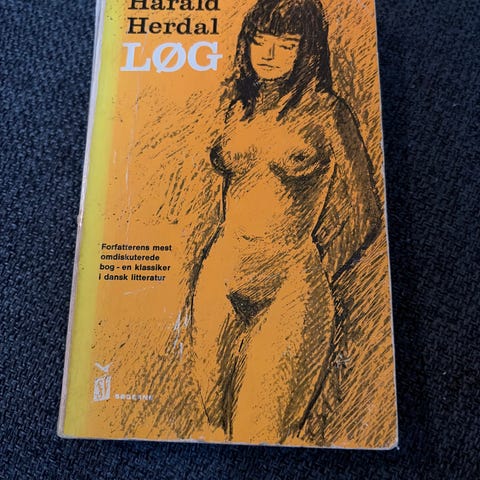 Harald
Herdal
LØG
Forfatterens mest
omdiskuterede
bog - en klassiker
i dansk litteratur